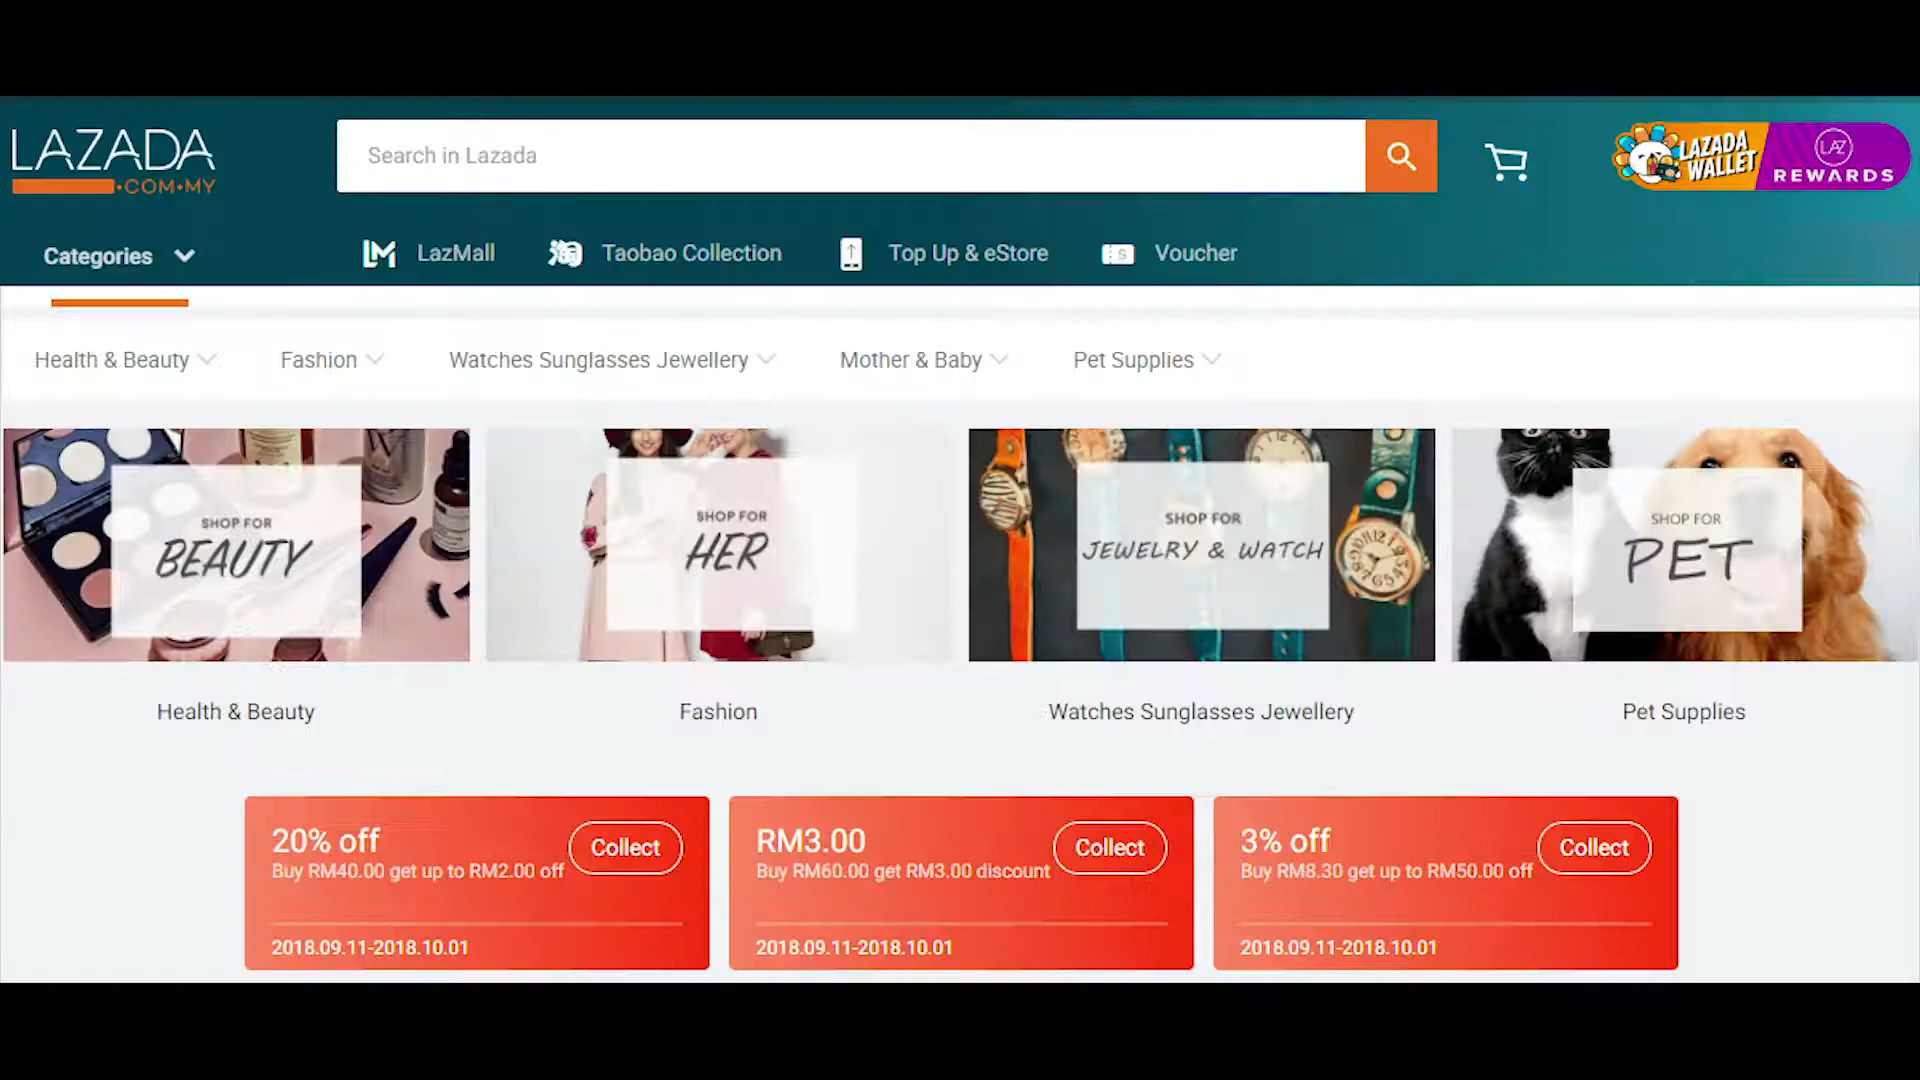 LAZADA
.COM.MY
Search in Lazada
LAZADA
WALLET
LAZ
REWARDS
Categories
LM
LazMall
Taobao Collection
Top Up & eStore
S
Voucher
Health & Beauty
Fashion
Watches Sunglasses Jewellery
Mother & Baby
Pet Supplies
SHOP FOR
BEAUTY
SHOP FOR
HER
SHOP FOR
JEWELRY & WATCH
SHOP FOR
PET
Health & Beauty
Fashion
Watches Sunglasses Jewellery
Pet Supplies
20% off
Collect
Buy RM40.00 get up to RM2.00 off
2018.09.11-2018.10.01
RM3.00
Collect
Buy RM60.00 get RM3.00 discount
2018.09.11-2018.10.01
3% off
Collect
Buy RM8.30 get up to RM50.00 off
2018.09.11-2018.10.01